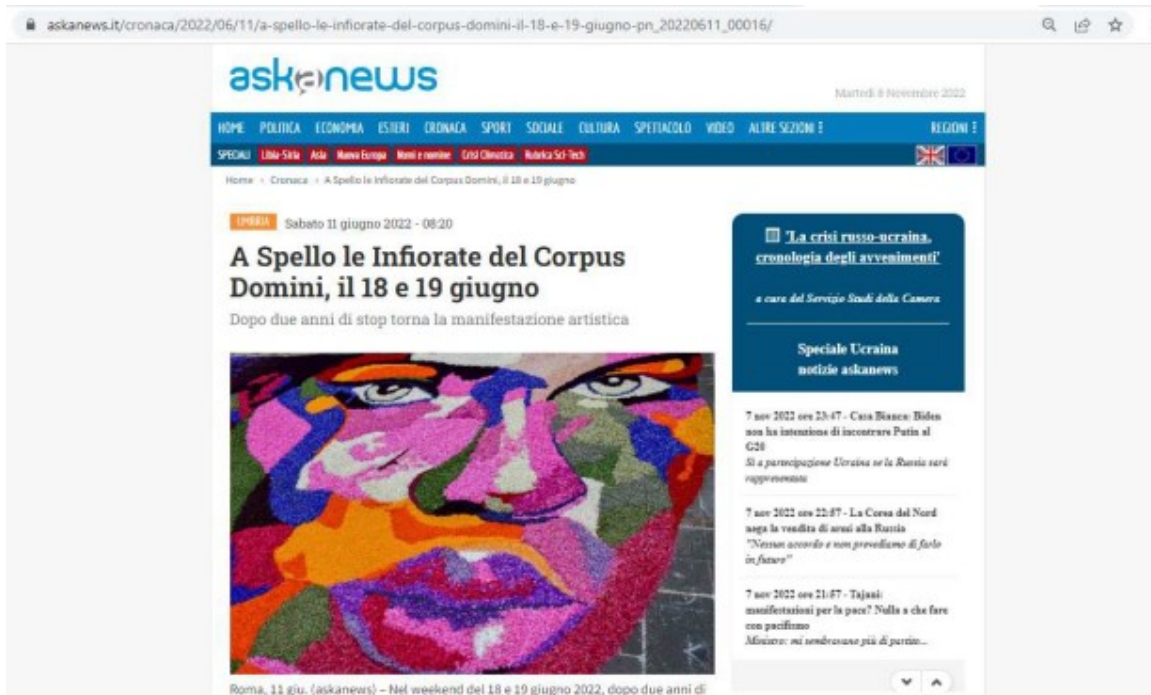 askanews.it/cronaca/2022/06/11/a-spello-le-infiorate-del-corpus-domini-il-18-e-19-giugno-pn_20220611_00016/
askanews
Martedì 8 Novembre 2022
HOME POLITICA ECONOMIA ESTERI CRONACA SPORT SOCIALE CULTURA SPETTACOLO VIDEO ALTRE SEZIONI REGIONI
SPECIALI Libia-Siria Asia Nuova Europa Nomi e nomine Crisi Climatica Rubrica Sci-Tech
Home Cronaca A Spello le Infiorate del Corpus Domini, il 18 e 19 giugno
UMBRIA Sabato 11 giugno 2022 - 08:20
A Spello le Infiorate del Corpus
Domini, il 18 e 19 giugno
Dopo due anni di stop torna la manifestazione artistica
Roma, 11 giu. (askanews) – Nel weekend del 18 e 19 giugno 2022, dopo due anni di
'La crisi russo-ucraina,
cronologia degli avvenimenti'
a cura del Servizio Studi della Camera
Speciale Ucraina
notizie askanews
7 nov 2022 ore 23:47 - Casa Bianca: Biden
non ha intenzione di incontrare Putin al
G20
Sì a partecipazione Ucraina se la Russia sarà
rappresentata
7 nov 2022 ore 22:57 - La Corea del Nord
nega la vendita di armi alla Russia
"Nessun accordo e non prevediamo di farlo
in futuro"
7 nov 2022 ore 21:57 - Tajani:
manifestazioni per la pace? Nulla a che fare
con pacifismo
Ministro: mi sembravano più di partito...